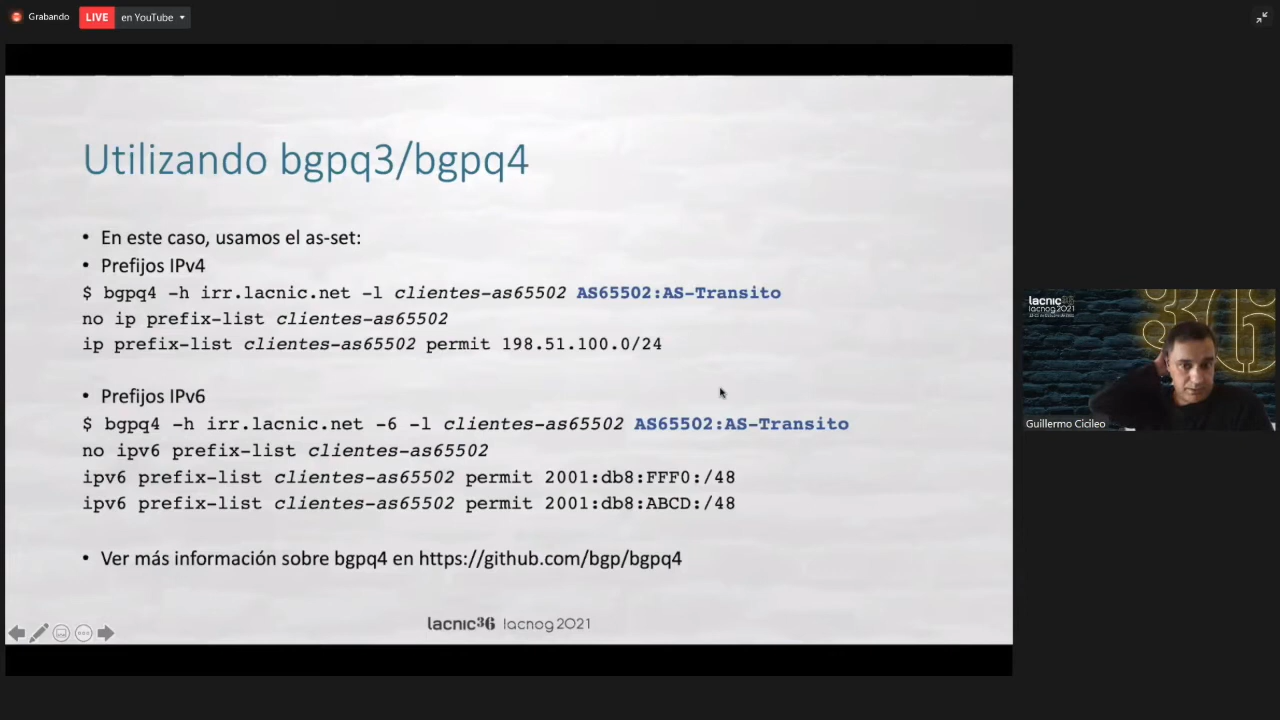 Grabando
LIVE en YouTube
Utilizando bgpq3/bgpq4
• En este caso, usamos el as-set:
• Prefijos IPv4
$ bgpq4 -h irr.lacnic.net -l clientes-as65502 AS65502:AS-Transito
no ip prefix-list clientes-as65502
ip prefix-list clientes-as65502 permit 198.51.100.0/24
• Prefijos IPv6
$ bgpq4 -h irr.lacnic.net -6 -l clientes-as65502 AS65502:AS-Transito
no ipv6 prefix-list clientes-as65502
ipv6 prefix-list clientes-as65502 permit 2001:db8:FFF0:/48
ipv6 prefix-list clientes-as65502 permit 2001:db8:ABCD:/48
• Ver más información sobre bgpq4 en https://github.com/bgp/bgpq4
lacnic36 lacnog2021
lacnic36
lacnog2021
Guillermo Cicileo